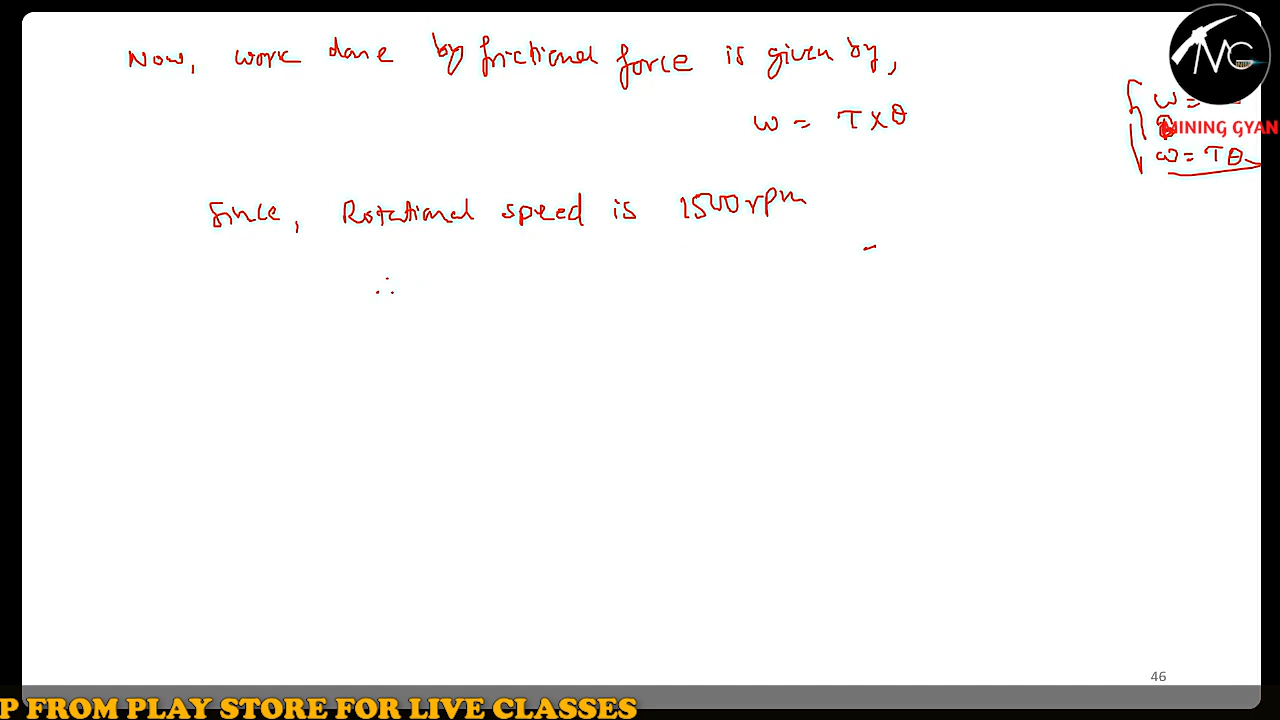 Now, work done by frictional force is given by,
W = T × θ
W =
MINING GYAN
W = Tθ
Since, Rotational speed is 1500 rpm
∴
46
P FROM PLAY STORE FOR LIVE CLASSES